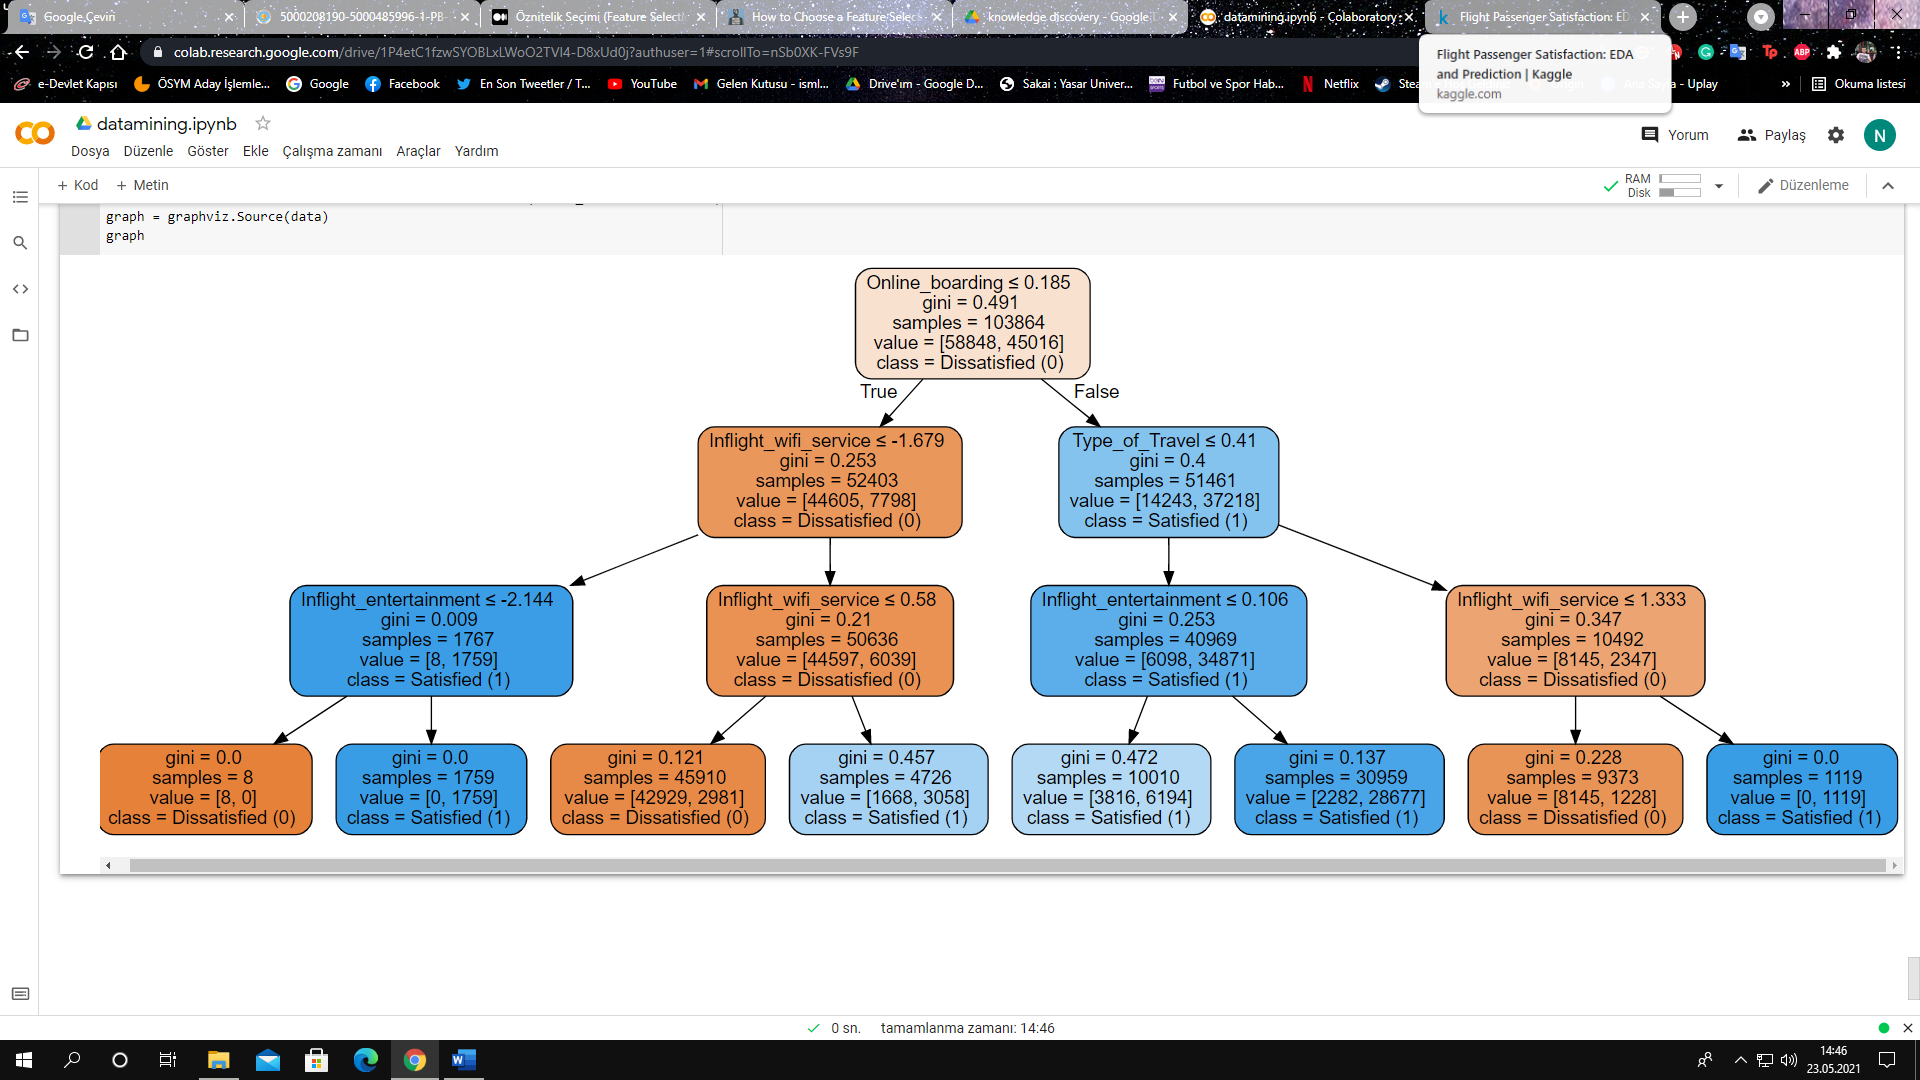 Google Çeviri
5000208190-5000485996-1-PB
Öznitelik Seçimi (Feature Select
How to Choose a Feature Selec
knowledge discovery - Google D
datamining.ipynb - Colaboratory
Flight Passenger Satisfaction: ED
colab.research.google.com/drive/1P4etC1fzwSYOBLxLWoO2TVI4-D8xUd0j?authuser=1#scrollTo=nSb0XK-FVs9F
Flight Passenger Satisfaction: EDA
and Prediction | Kaggle
kaggle.com
e-Devlet Kapısı
ÖSYM Aday İşlemle...
Google
Facebook
En Son Tweetler / T...
YouTube
Gelen Kutusu - isml...
Drive'ım - Google D...
Sakai : Yasar Univer...
Futbol ve Spor Hab...
Netflix
- Uplay
»
Okuma listesi
datamining.ipynb
Yorum
Paylaş
N
Dosya Düzenle Göster Ekle Çalışma zamanı Araçlar Yardım
+ Kod + Metin
RAM
Disk
Düzenleme
graph = graphviz.Source(data)
graph
Online_boarding ≤ 0.185
gini = 0.491
samples = 103864
value = [58848, 45016]
class = Dissatisfied (0)
True
False
Inflight_wifi_service ≤ -1.679
gini = 0.253
samples = 52403
value = [44605, 7798]
class = Dissatisfied (0)
Type_of_Travel ≤ 0.41
gini = 0.4
samples = 51461
value = [14243, 37218]
class = Satisfied (1)
Inflight_entertainment ≤ -2.144
gini = 0.009
samples = 1767
value = [8, 1759]
class = Satisfied (1)
Inflight_wifi_service ≤ 0.58
gini = 0.21
samples = 50636
value = [44597, 6039]
class = Dissatisfied (0)
Inflight_entertainment ≤ 0.106
gini = 0.253
samples = 40969
value = [6098, 34871]
class = Satisfied (1)
Inflight_wifi_service ≤ 1.333
gini = 0.347
samples = 10492
value = [8145, 2347]
class = Dissatisfied (0)
gini = 0.0
samples = 8
value = [8, 0]
class = Dissatisfied (0)
gini = 0.0
samples = 1759
value = [0, 1759]
class = Satisfied (1)
gini = 0.121
samples = 45910
value = [42929, 2981]
class = Dissatisfied (0)
gini = 0.457
samples = 4726
value = [1668, 3058]
class = Satisfied (1)
gini = 0.472
samples = 10010
value = [3816, 6194]
class = Satisfied (1)
gini = 0.137
samples = 30959
value = [2282, 28677]
class = Satisfied (1)
gini = 0.228
samples = 9373
value = [8145, 1228]
class = Dissatisfied (0)
gini = 0.0
samples = 1119
value = [0, 1119]
class = Satisfied (1)
0 sn. tamamlanma zamanı: 14:46
14:46
23.05.2021